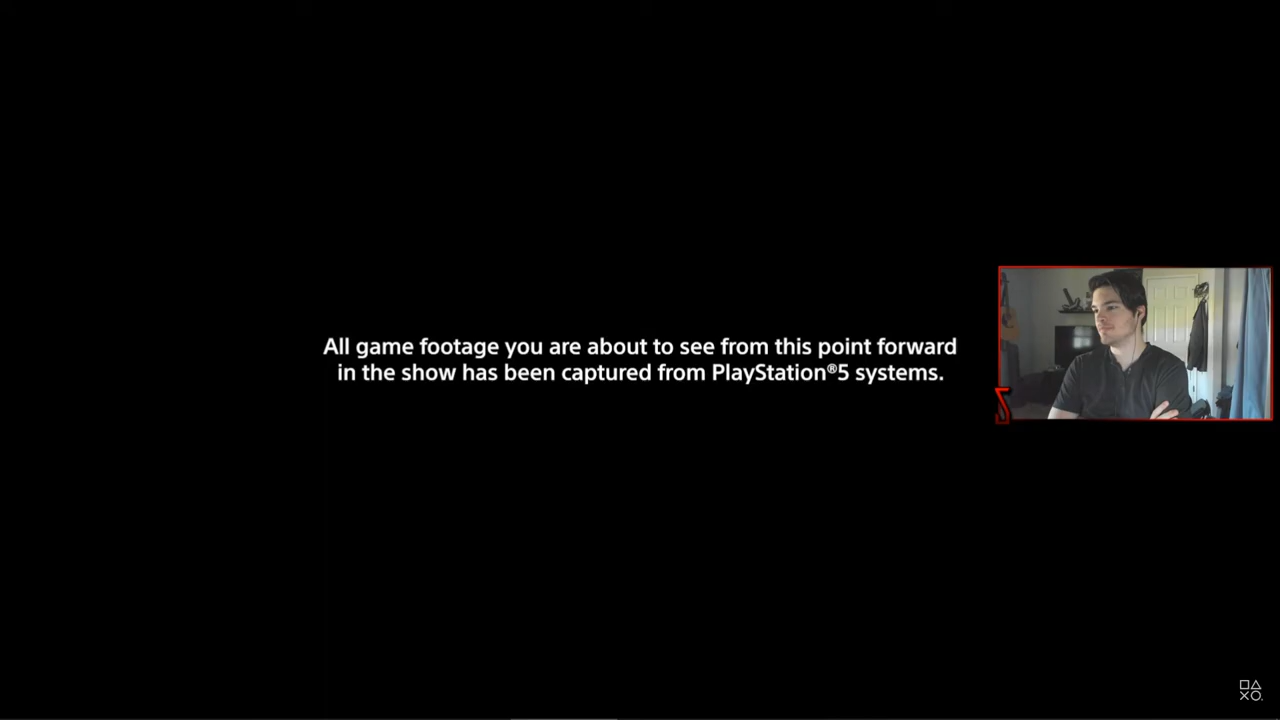 All game footage you are about to see from this point forward
in the show has been captured from PlayStation®5 systems.